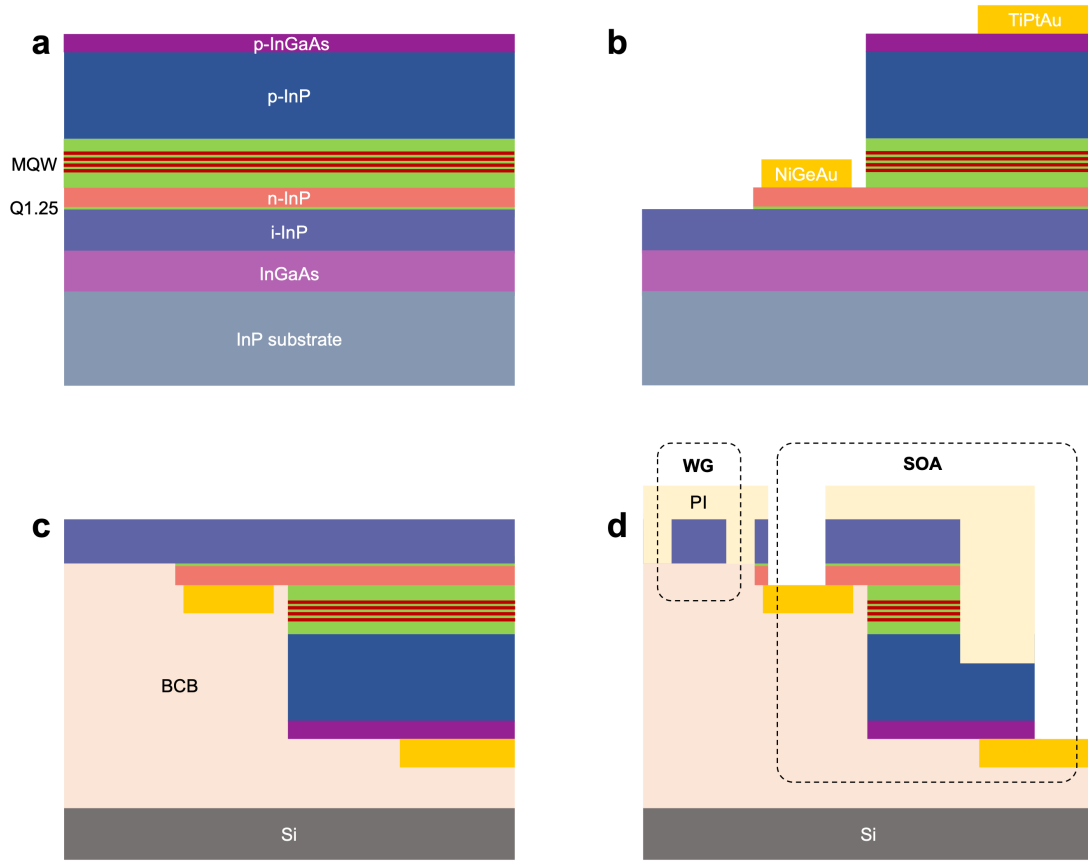 a
p-InGaAs
p-InP
MQW
n-InP
Q1.25
i-InP
InGaAs
InP substrate
b
TiPtAu
NiGeAu
c
BCB
Si
d
WG
SOA
PI
Si